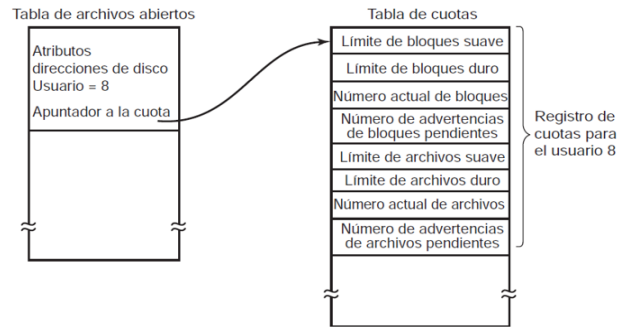 Tabla de archivos abiertos
Atributos
direcciones de disco
Usuario = 8
Apuntador a la cuota
Tabla de cuotas
Límite de bloques suave
Límite de bloques duro
Número actual de bloques
Número de advertencias
de bloques pendientes
Límite de archivos suave
Límite de archivos duro
Número actual de archivos
Número de advertencias
de archivos pendientes
Registro de
cuotas para
el usuario 8